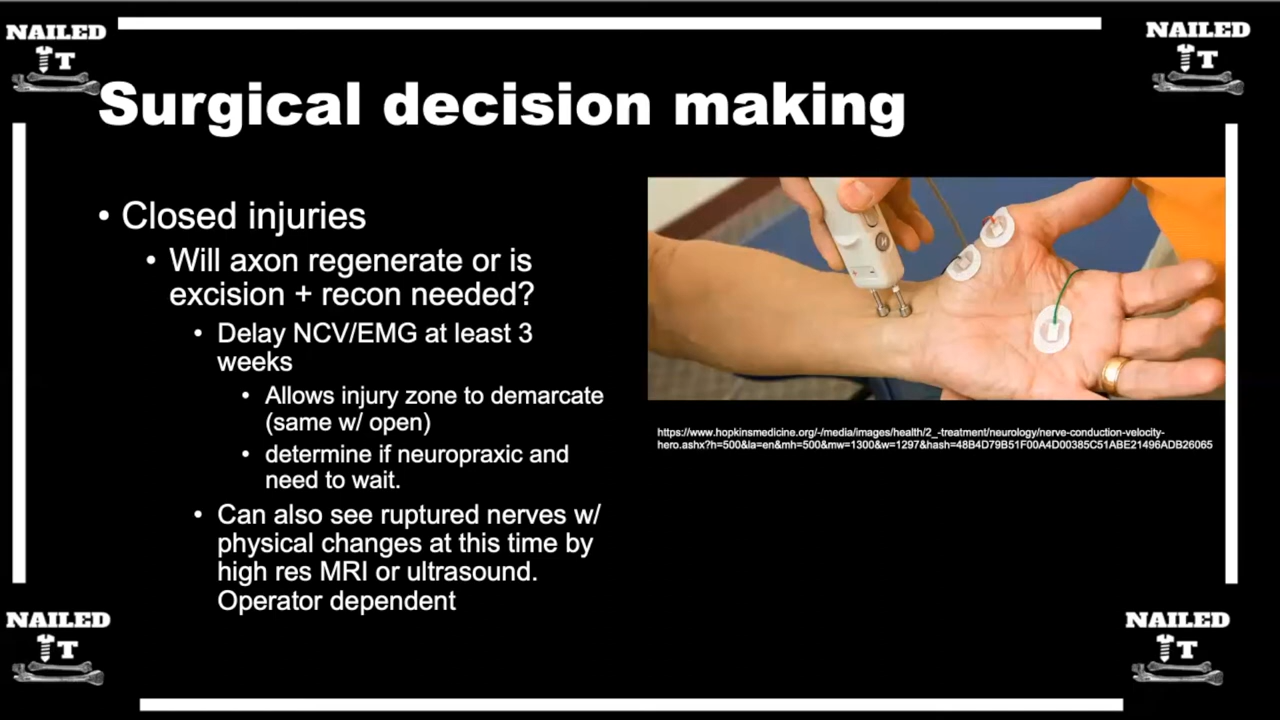 NAILED
IT
NAILED
IT
Surgical decision making
• Closed injuries
• Will axon regenerate or is
excision + recon needed?
• Delay NCV/EMG at least 3
weeks
• Allows injury zone to demarcate
(same w/ open)
• determine if neuropraxic and
need to wait.
• Can also see ruptured nerves w/
physical changes at this time by
high res MRI or ultrasound.
Operator dependent
https://www.hopkinsmedicine.org/-/media/images/health/2_-treatment/neurology/nerve-conduction-velocity-
hero.ashx?h=500&la=en&mh=500&mw=1300&w=1297&hash=48B4D79B51F00A4D00385C51ABE21496ADB26065
NAILED
IT
NAILED
IT